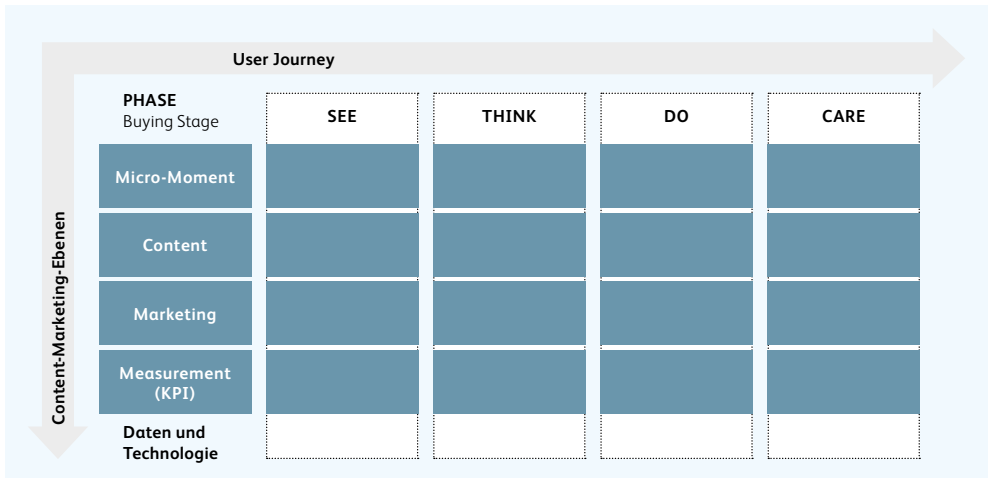 User Journey
PHASE
Buying Stage
SEE
THINK
DO
CARE
Micro-Moment
Content
Marketing
Measurement
(KPI)
Daten und
Technologie
Content-Marketing-Ebenen